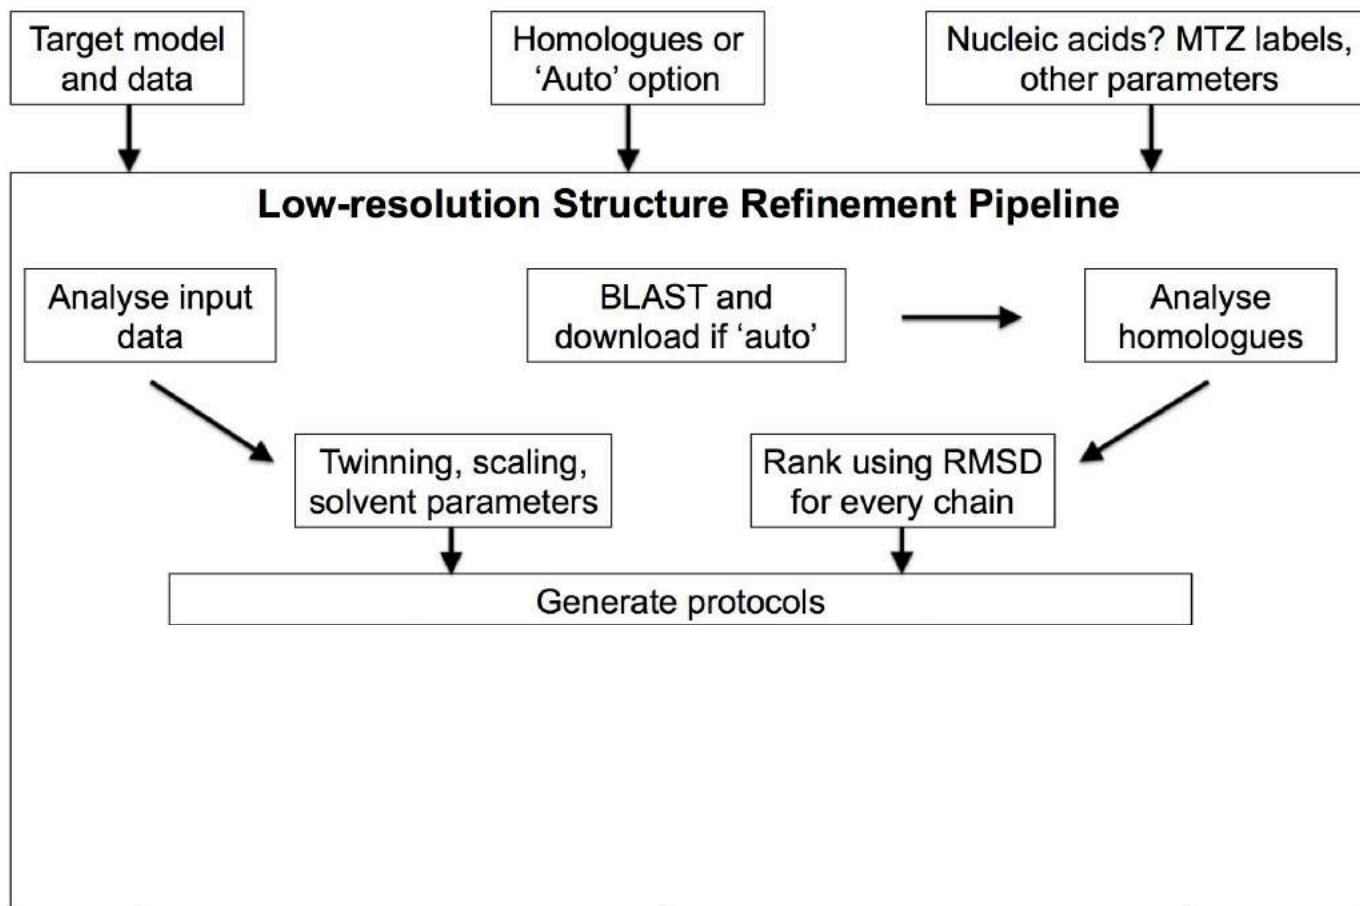 Target model
and data
Homologues or
‘Auto’ option
Nucleic acids? MTZ labels,
other parameters
Low-resolution Structure Refinement Pipeline
Analyse input
data
BLAST and
download if ‘auto’
Analyse
homologues
Twinning, scaling,
solvent parameters
Rank using RMSD
for every chain
Generate protocols